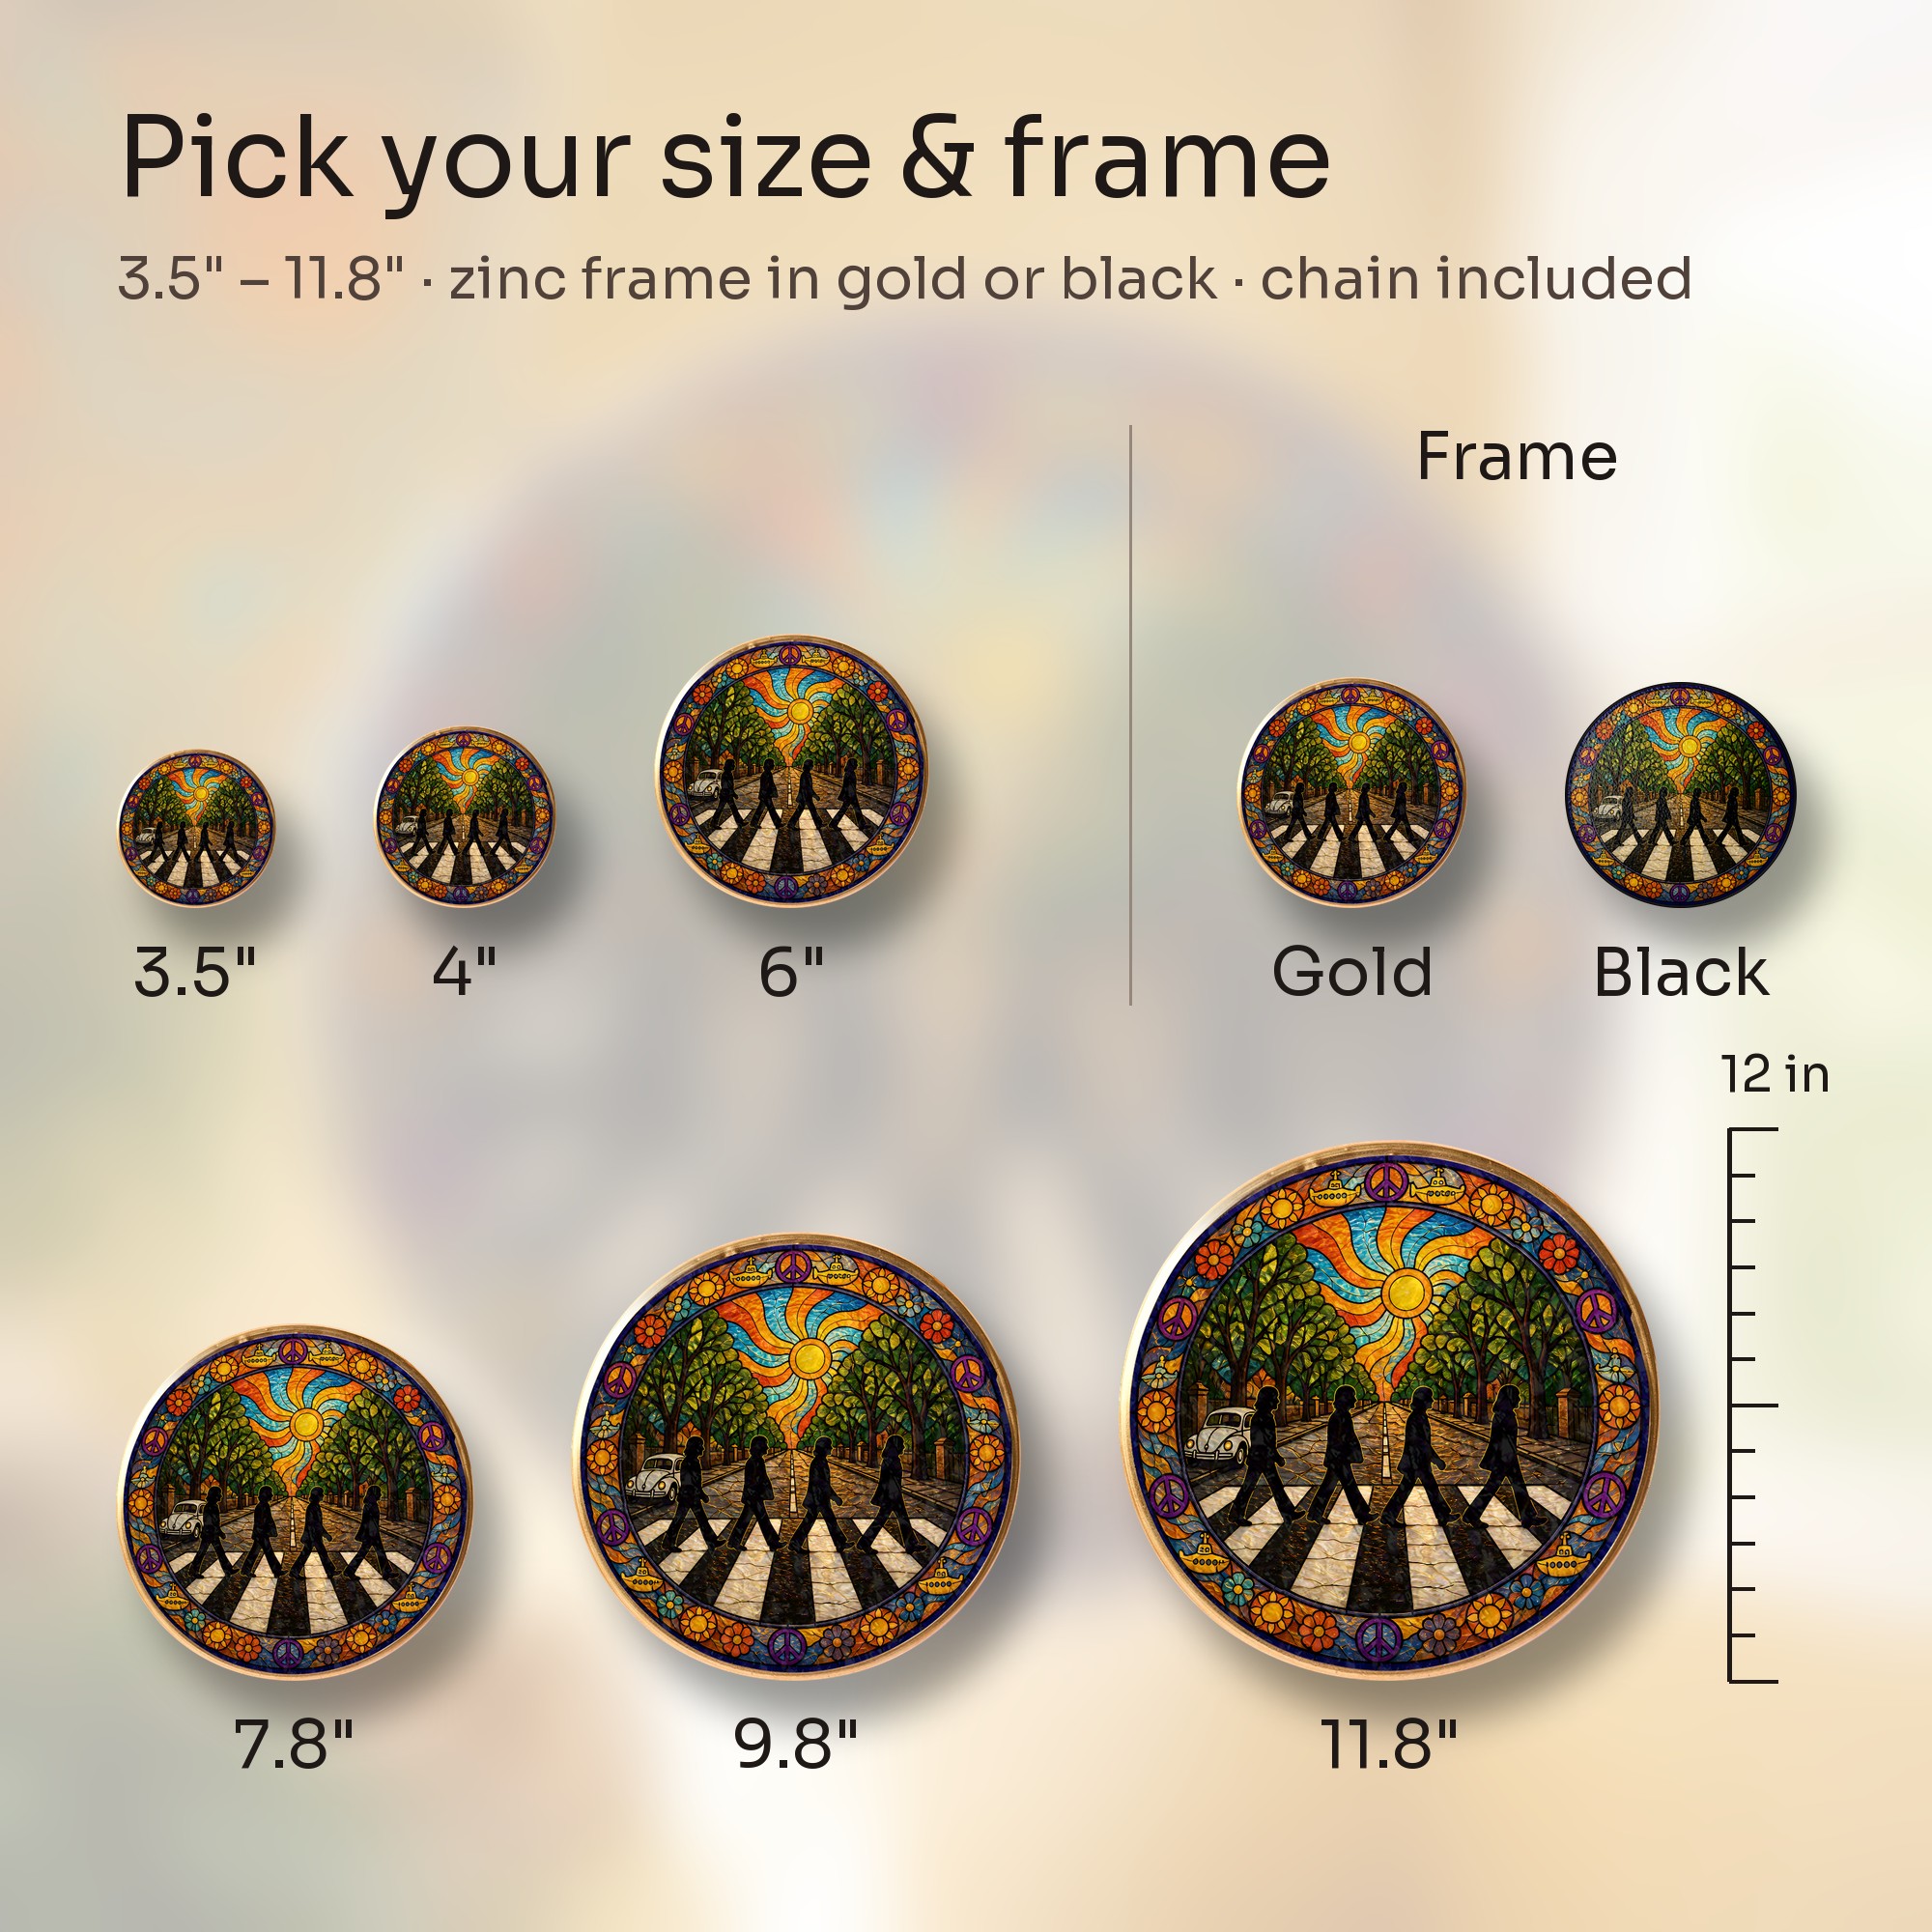 Pick your size & frame
3.5" – 11.8" · zinc frame in gold or black · chain included
Frame
3.5"
4"
6"
Gold
Black
12 in
7.8"
9.8"
11.8"